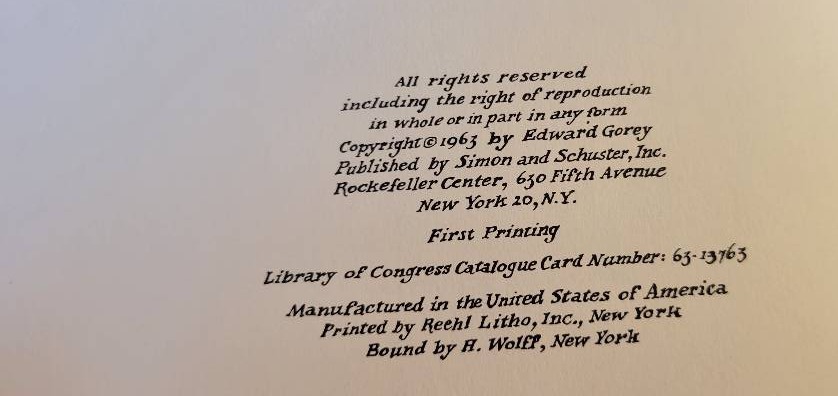 All rights reserved
including the right of reproduction
in whole or in part in any form
Copyright © 1963 by Edward Gorey
Published by Simon and Schuster, Inc.
Rockefeller Center, 630 Fifth Avenue
New York 20, N.Y.
First Printing
Library of Congress Catalogue Card Number: 63-13763
Manufactured in the United States of America
Printed by Reehl Litho, Inc., New York
Bound by H. Wolff, New York